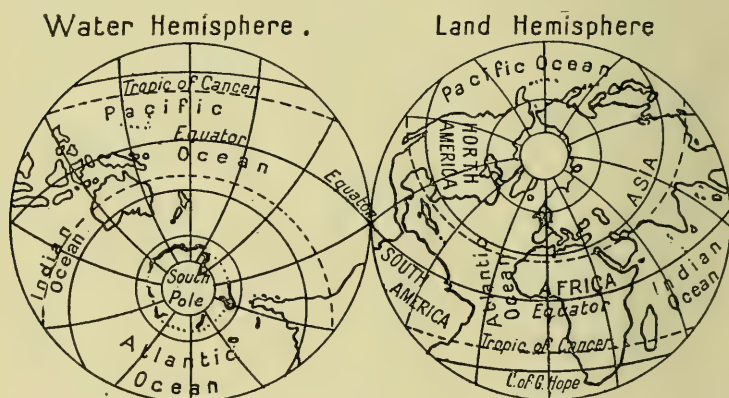 Water Hemisphere.
Tropic of Cancer
Pacific
Equator
Ocean
Indian
Ocean
South
Pole
Atlantic
Ocean
Equator
Land Hemisphere
Pacific Ocean
NORTH
AMERICA
ASIA
SOUTH
AMERICA
Atlantic
Ocean
AFRICA
Indian
Ocean
Equator
Tropic of Cancer
C. of G. Hope